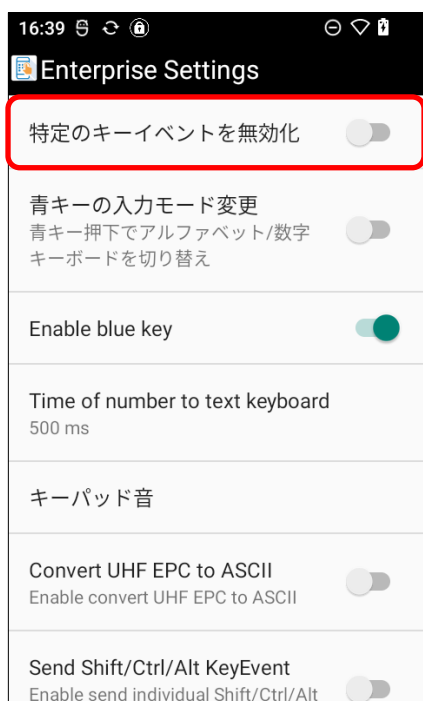 16:39
Enterprise Settings
特定のキーイベントを無効化
青キーの入力モード変更
青キー押下でアルファベット/数字
キーボードを切り替え
Enable blue key
Time of number to text keyboard
500 ms
キーパッド音
Convert UHF EPC to ASCII
Enable convert UHF EPC to ASCII
Send Shift/Ctrl/Alt KeyEvent
Enable send individual Shift/Ctrl/Alt